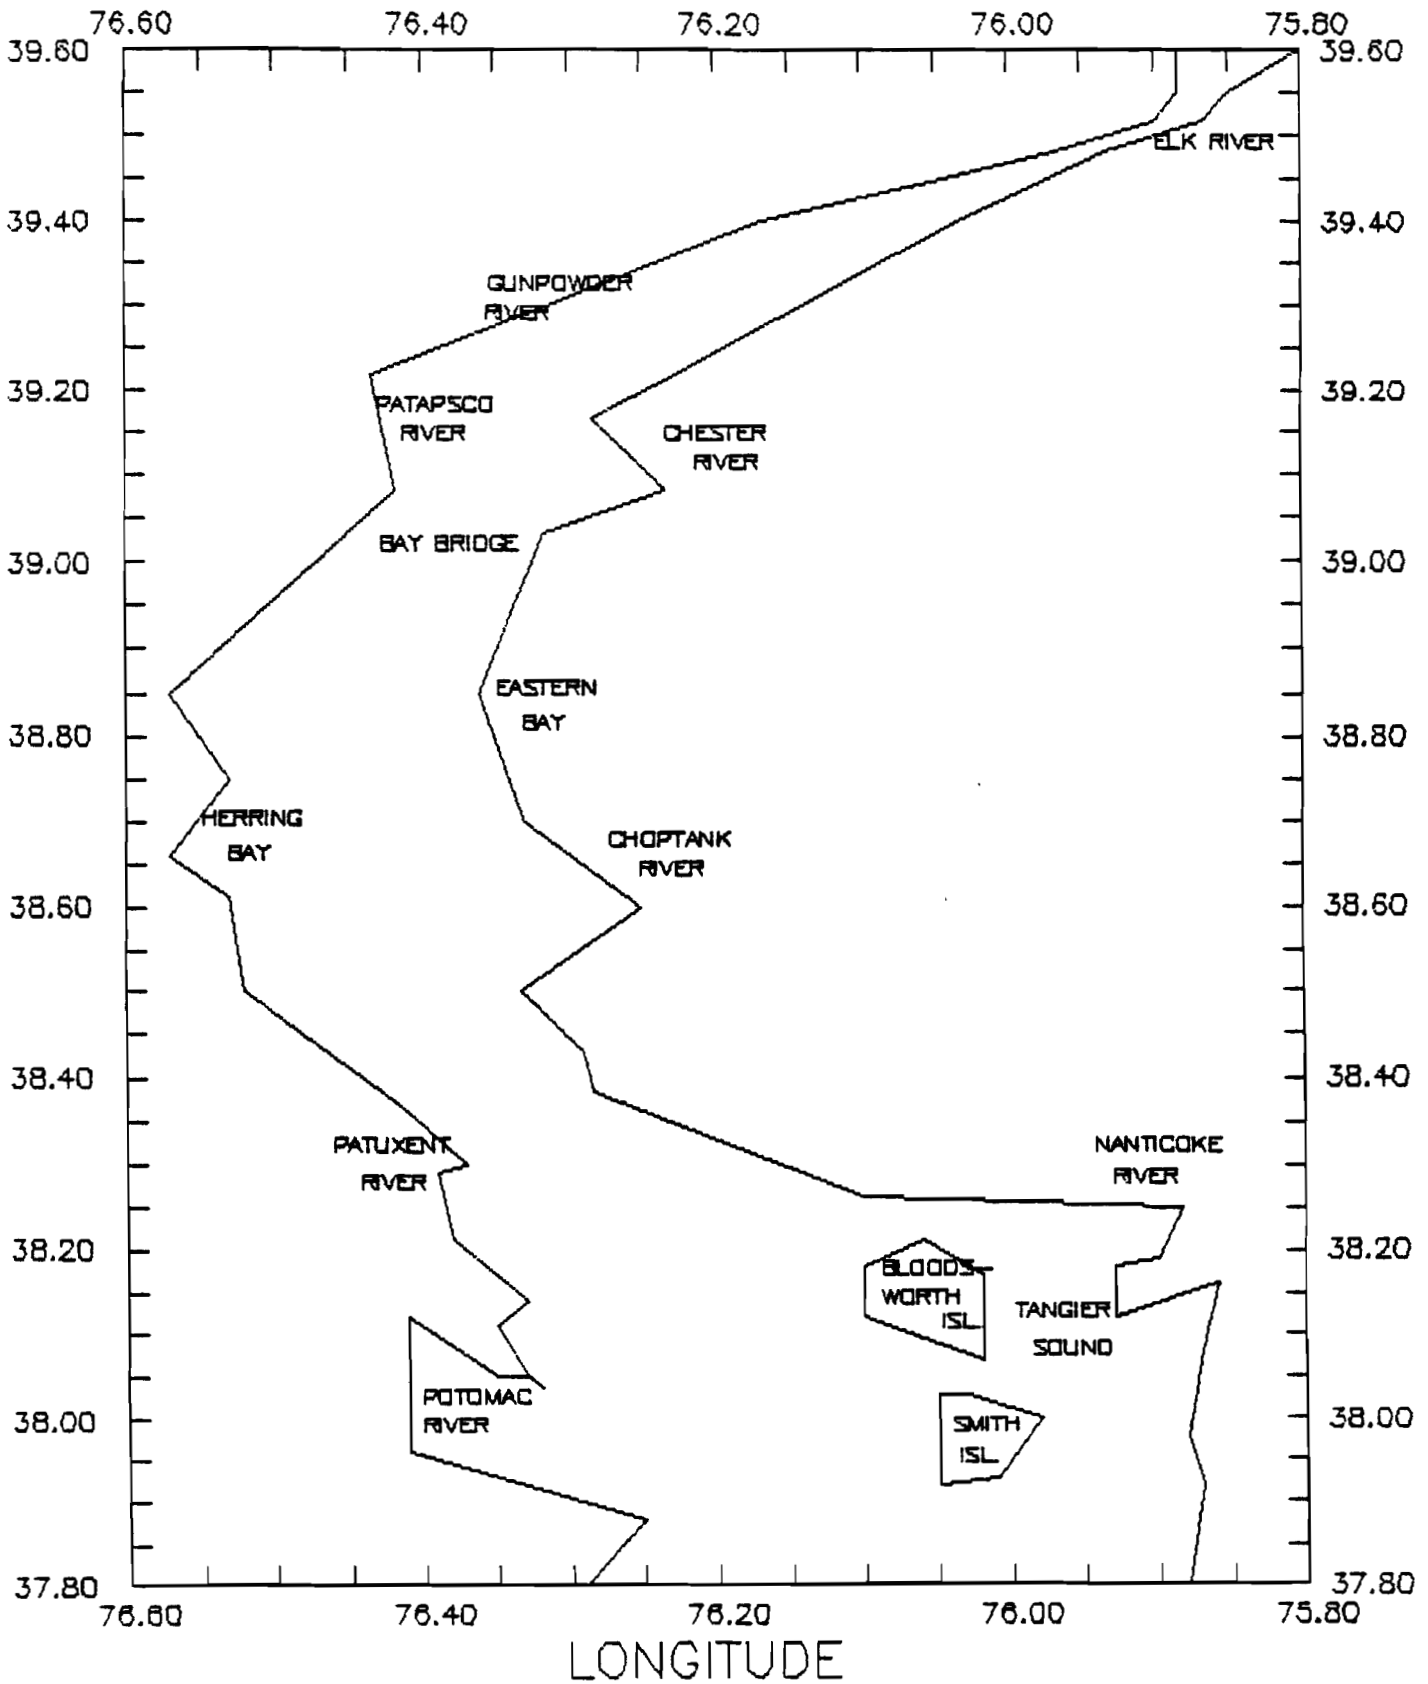 76.60 76.40 76.20 76.00 75.80
39.60 39.60
ELK RIVER
39.40 39.40
GUNPOWDER
RIVER
39.20 39.20
PATAPSCO
RIVER
CHESTER
RIVER
BAY BRIDGE
39.00 39.00
EASTERN
BAY
38.80 38.80
HERRING
BAY
CHOPTANK
RIVER
38.60 38.60
38.40 38.40
PATUXENT
RIVER
NANTICOKE
RIVER
38.20 38.20
BLOODS-
WORTH
ISL
TANGIER
SOUND
POTOMAC
RIVER
38.00 38.00
SMITH
ISL
37.80 37.80
76.60 76.40 76.20 76.00 75.80
LONGITUDE